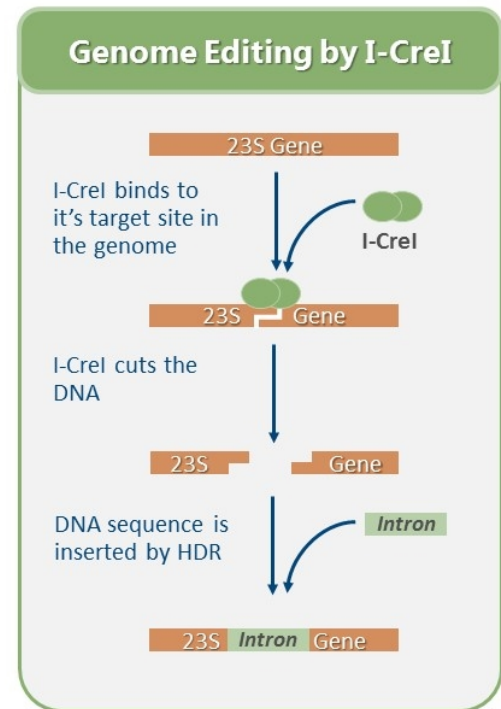 Genome Editing by I-CreI
23S Gene
I-CreI binds to
it's target site in
the genome
I-CreI
23S Gene
I-CreI cuts the
DNA
23S Gene
DNA sequence is
inserted by HDR
Intron
23S Intron Gene